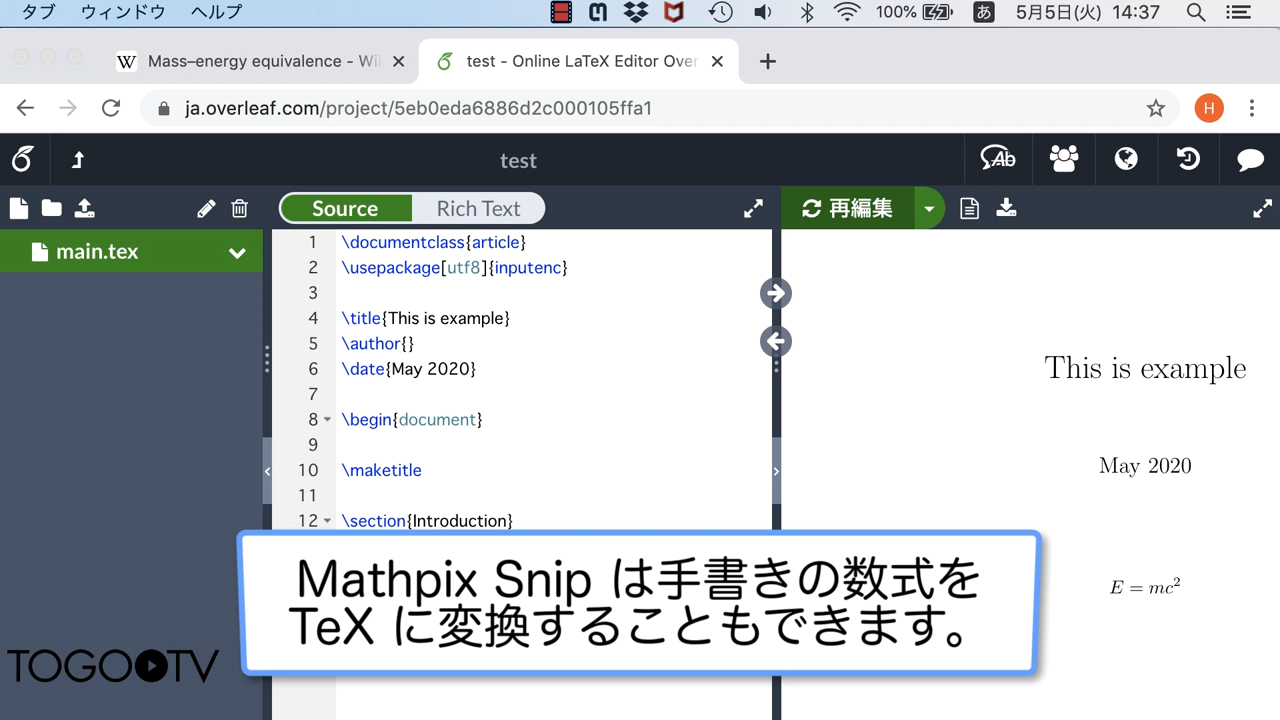 タブ ウィンドウ ヘルプ 100% あ 5月5日(火) 14:37
W Mass–energy equivalence - Wi test - Online LaTeX Editor Over
ja.overleaf.com/project/5eb0eda6886d2c000105ffa1 H
test Ab
Source Rich Text 再編集
main.tex
1 \documentclass{article}
2 \usepackage[utf8]{inputenc}
3
4 \title{This is example}
5 \author{}
6 \date{May 2020}
7
8 \begin{document}
9
10 \maketitle
11
12 \section{Introduction}
This is example
May 2020
E = mc²
Mathpix Snip は手書きの数式を
TeX に変換することもできます。
TOGO TV